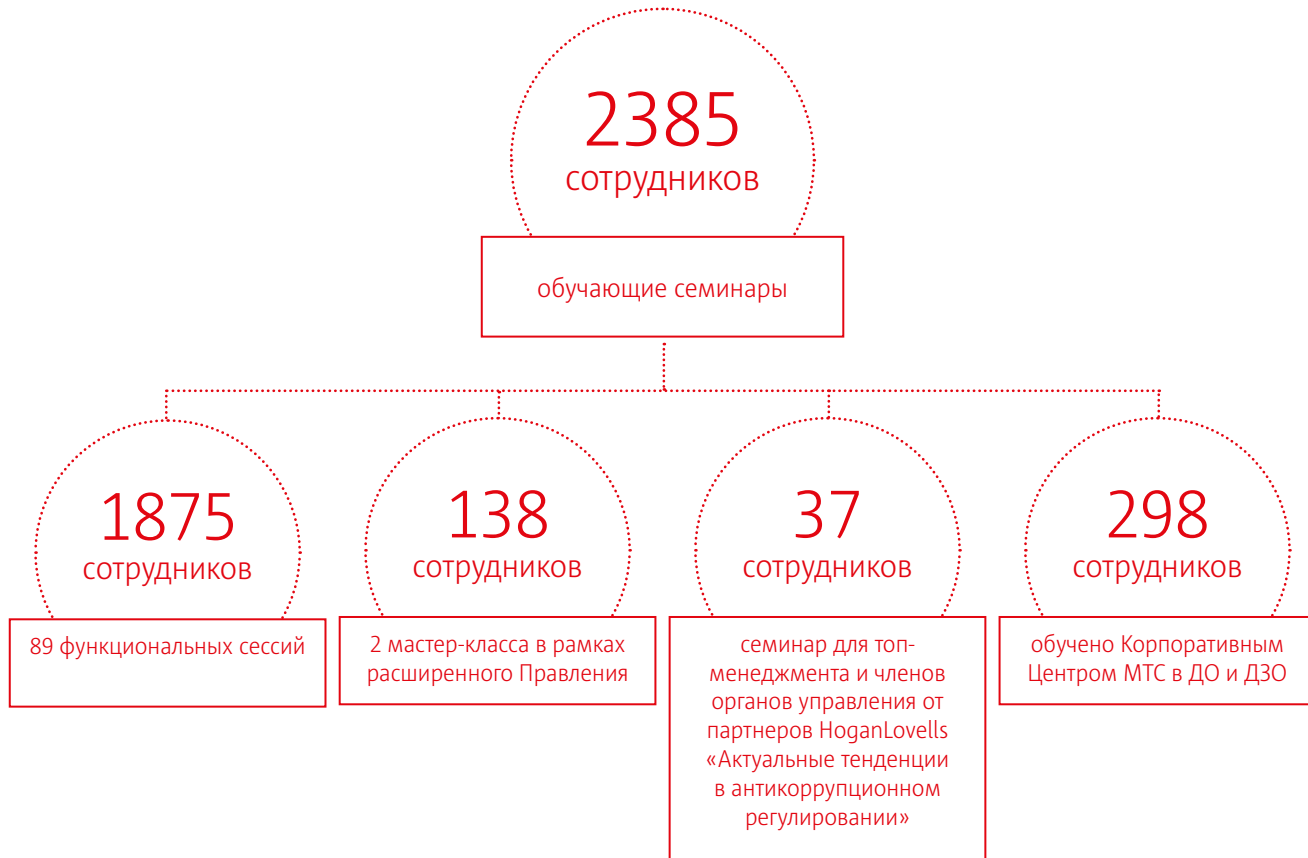 2385
сотрудников
обучающие семинары
1875
сотрудников
89 функциональных сессий
138
сотрудников
2 мастер-класса в рамках
расширенного Правления
37
сотрудников
семинар для топ-
менеджмента и членов
органов управления от
партнеров HoganLovells
«Актуальные тенденции
в антикоррупционном
регулировании»
298
сотрудников
обучено Корпоративным
Центром МТС в ДО и ДЗО